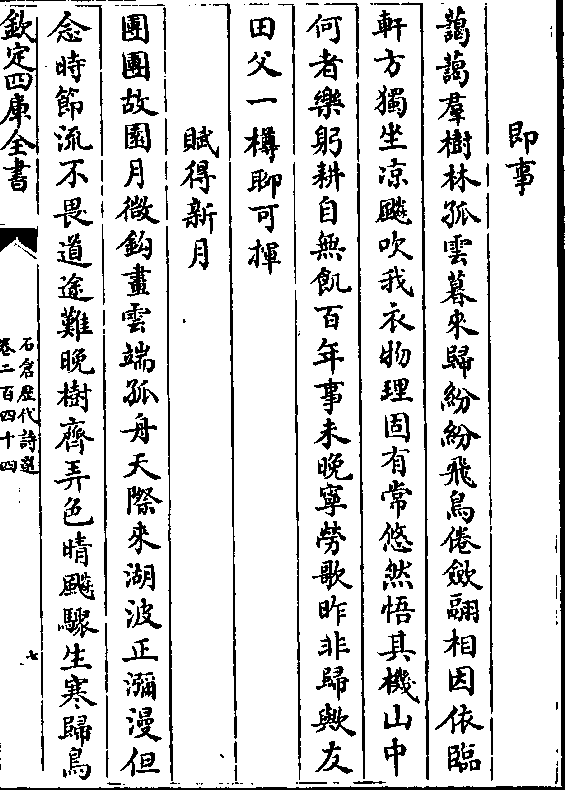 即事
藹藹羣樹林孤雲暮來歸紛紛飛鳥倦斂翮相因依臨
軒方獨坐凉飈吹我衣物理固有常悠然悟其機山中
何者樂躬耕自無飢百年事未晩寧勞歌昨非歸歟友
田父一樽聊可揮
賦得新月
團團故園月微鈎畫雲端孤舟天際來湖波正瀰漫但
念時節流不畏道途難晩樹齊弄色晴飈驟生寒歸鳥
欽定四庫全書
石倉歷代詩選
卷二百四十四
七